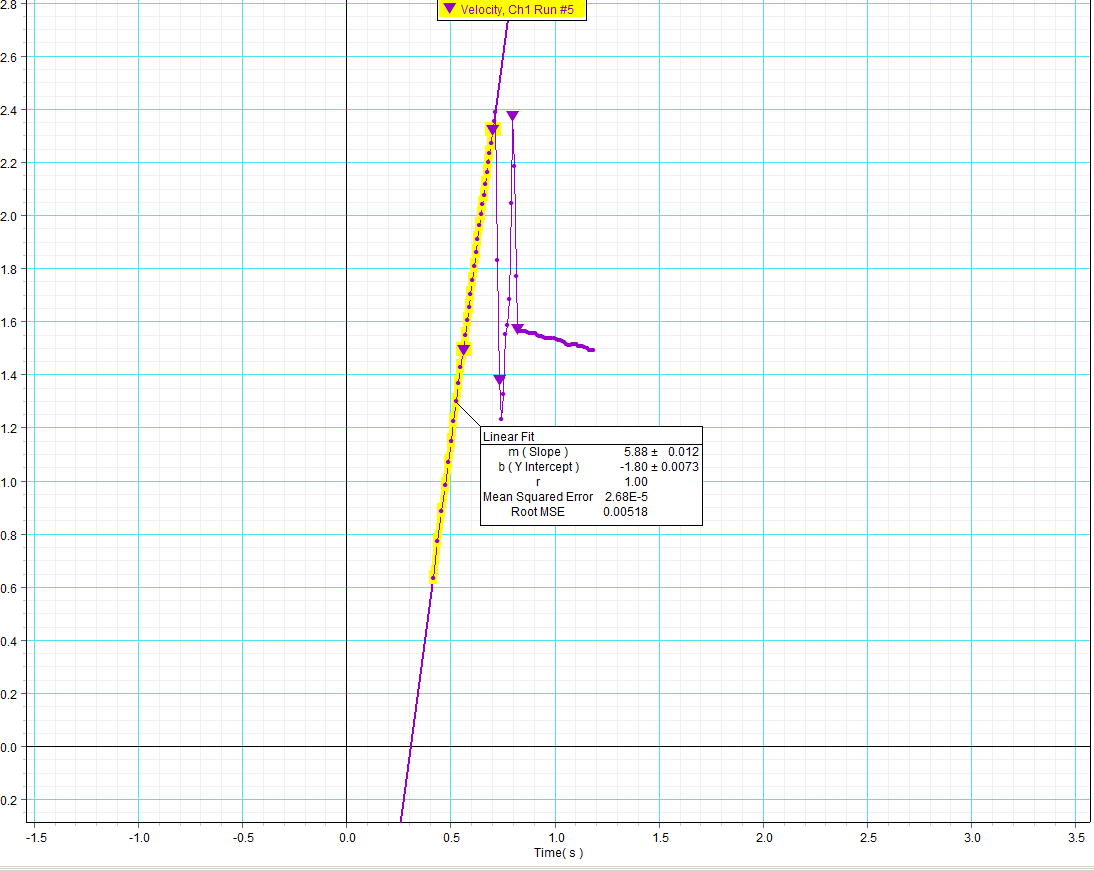 2.8
Velocity, Ch1 Run #5
2.6
2.4
2.2
2.0
1.8
1.6
1.4
1.2
Linear Fit
m ( Slope ) 5.88 ± 0.012
b ( Y Intercept ) -1.80 ± 0.0073
r 1.00
Mean Squared Error 2.68E-5
Root MSE 0.00518
1.0
0.8
0.6
0.4
0.2
0.0
0.2
-1.5 -1.0 -0.5 0.0 0.5 1.0 1.5 2.0 2.5 3.0 3.5
Time( s )